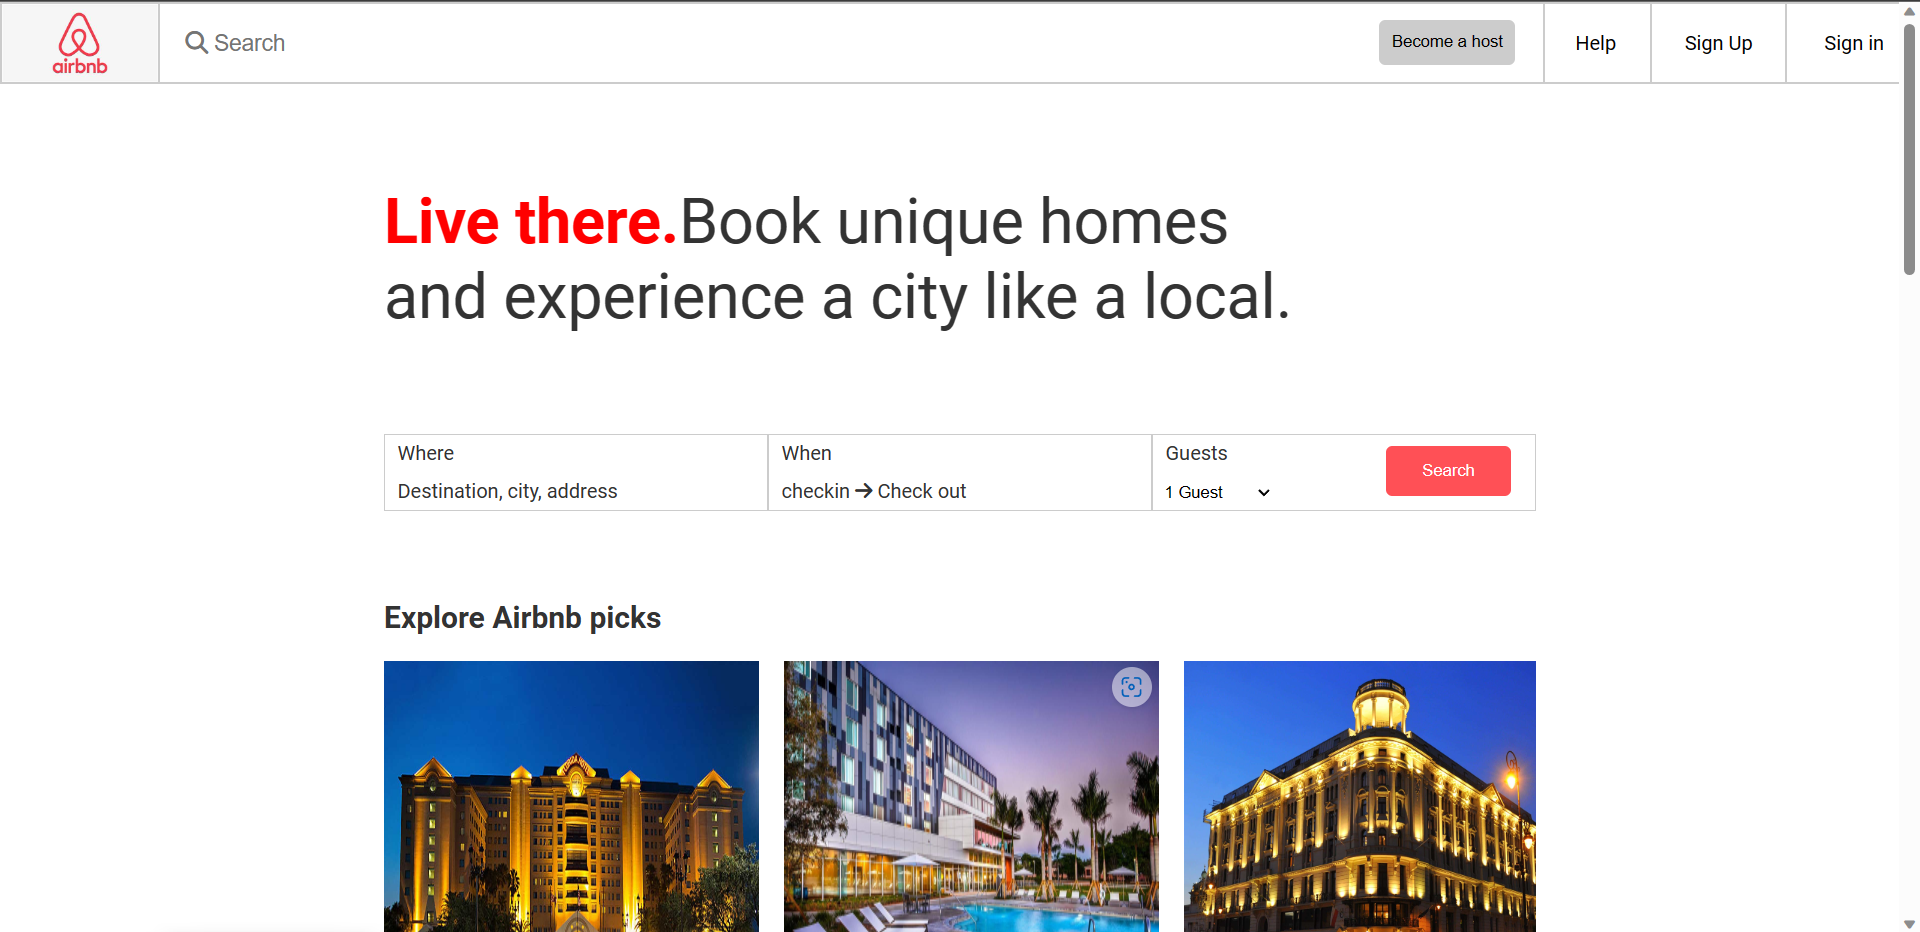 airbnb
Search
Become a host
Help
Sign Up
Sign in
Live there.Book unique homes
and experience a city like a local.
Where
Destination, city, address
When
checkin → Check out
Guests
1 Guest
Search
Explore Airbnb picks